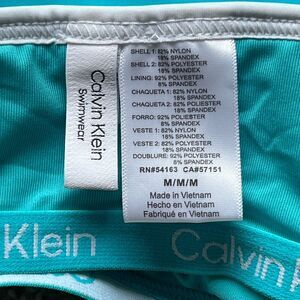 Calvin Klein
Swimwear
SHELL 1: 82% NYLON
18% SPANDEX
SHELL 2: 82% POLYESTER
18% SPANDEX
LINING: 92% POLYESTER
8% SPANDEX
CHAQUETA 1: 82% NYLON
18% SPANDEX
CHAQUETA 2: 82% POLYESTER
18% SPANDEX
FORRO: 92% POLYESTER
8% SPANDEX
VESTE 1: 82% NYLON
18% SPANDEX
VESTE 2: 82% POLYESTER
18% SPANDEX
DOUBLURE: 92% POLYESTER
8% SPANDEX
RN#54163 CA#57151
M/M/M
Made in Vietnam
Hecho en Vietnam
Fabriqué en Vietnam
Klein Calvin